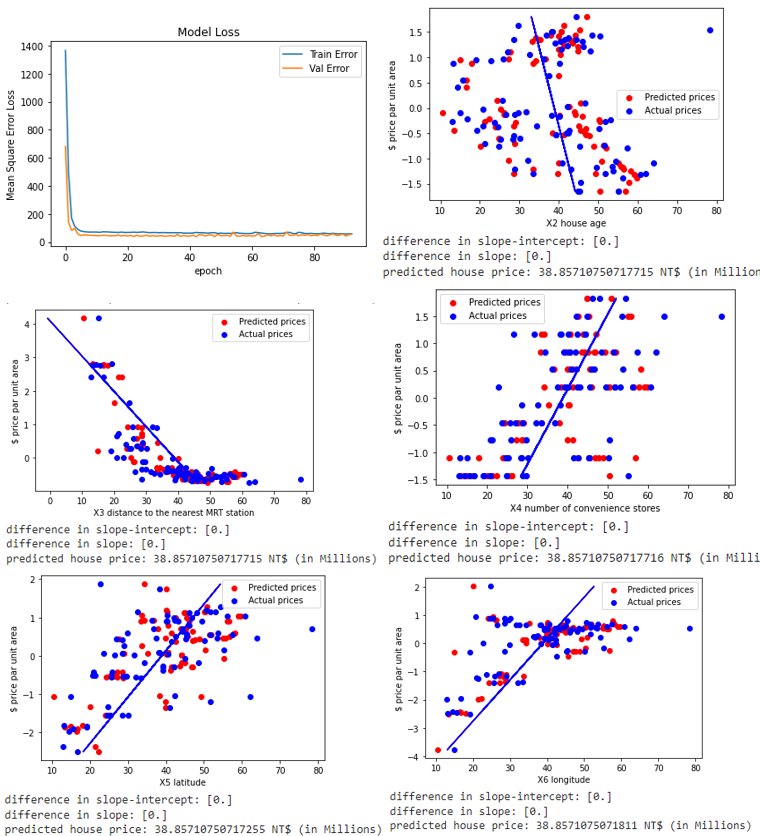 Model Loss
Train Error
Val Error
Mean Square Error Loss
1400
1200
1000
800
600
400
200
0
0 20 40 60 80
epoch
$ price par unit area
1.5
1.0
0.5
0.0
−0.5
−1.0
−1.5
Predicted prices
Actual prices
10 20 30 40 50 60 70 80
X2 house age
difference in slope-intercept: [0.]
difference in slope: [0.]
predicted house price: 38.85710750717715 NT$ (in Million
$ price par unit area
4
3
2
1
0
Predicted prices
Actual prices
0 10 20 30 40 50 60 70 80
X3 distance to the nearest MRT station
difference in slope-intercept: [0.]
difference in slope: [0.]
predicted house price: 38.85710750717715 NT$ (in Millions)
$ price par unit area
1.5
1.0
0.5
0.0
−0.5
−1.0
−1.5
Predicted prices
Actual prices
10 20 30 40 50 60 70 80
X4 number of convenience stores
difference in slope-intercept: [0.]
difference in slope: [0.]
predicted house price: 38.85710750717716 NT$ (in Milli
$ price par unit area
2
1
0
−1
−2
Predicted prices
Actual prices
10 20 30 40 50 60 70 80
X5 latitude
difference in slope-intercept: [0.]
difference in slope: [0.]
predicted house price: 38.85710750717255 NT$ (in Millions)
$ price par unit area
2
1
0
−1
−2
−3
−4
Predicted prices
Actual prices
10 20 30 40 50 60 70 80
X6 longitude
difference in slope-intercept: [0.]
difference in slope: [0.]
predicted house price: 38.8571075071811 NT$ (in Millions)